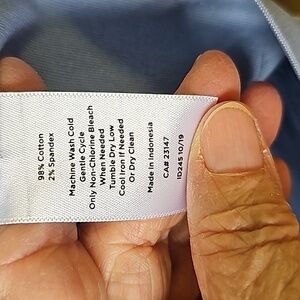 98% Cotton
2% Spandex
Machine Wash Cold
Gentle Cycle
Only Non-Chlorine Bleach
When Needed
Tumble Dry Low
Cool Iron If Needed
Or Dry Clean
Made in Indonesia
CA# 23147
ID245 10/19